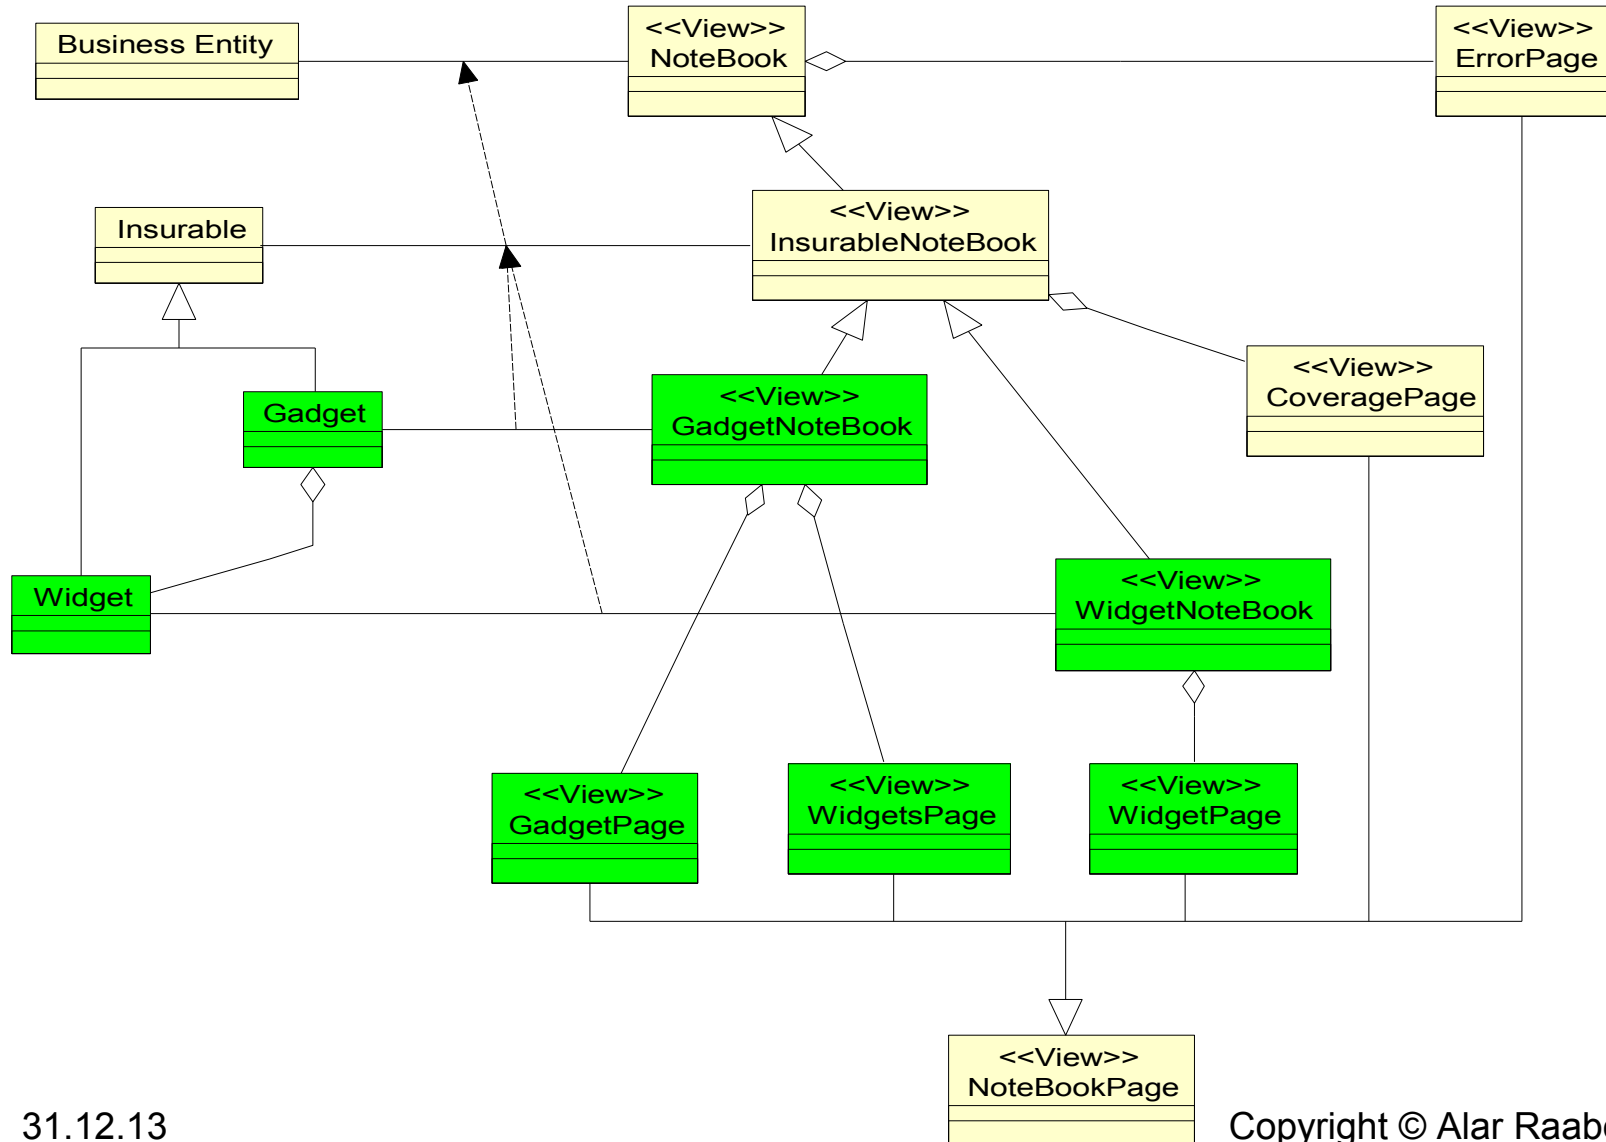 Business Entity
<<View>>
NoteBook
<<View>>
ErrorPage
Insurable
<<View>>
InsurableNoteBook
<<View>>
CoveragePage
Gadget
<<View>>
GadgetNoteBook
Widget
<<View>>
WidgetNoteBook
<<View>>
GadgetPage
<<View>>
WidgetsPage
<<View>>
WidgetPage
<<View>>
NoteBookPage
31.12.13
Copyright © Alar Raabe